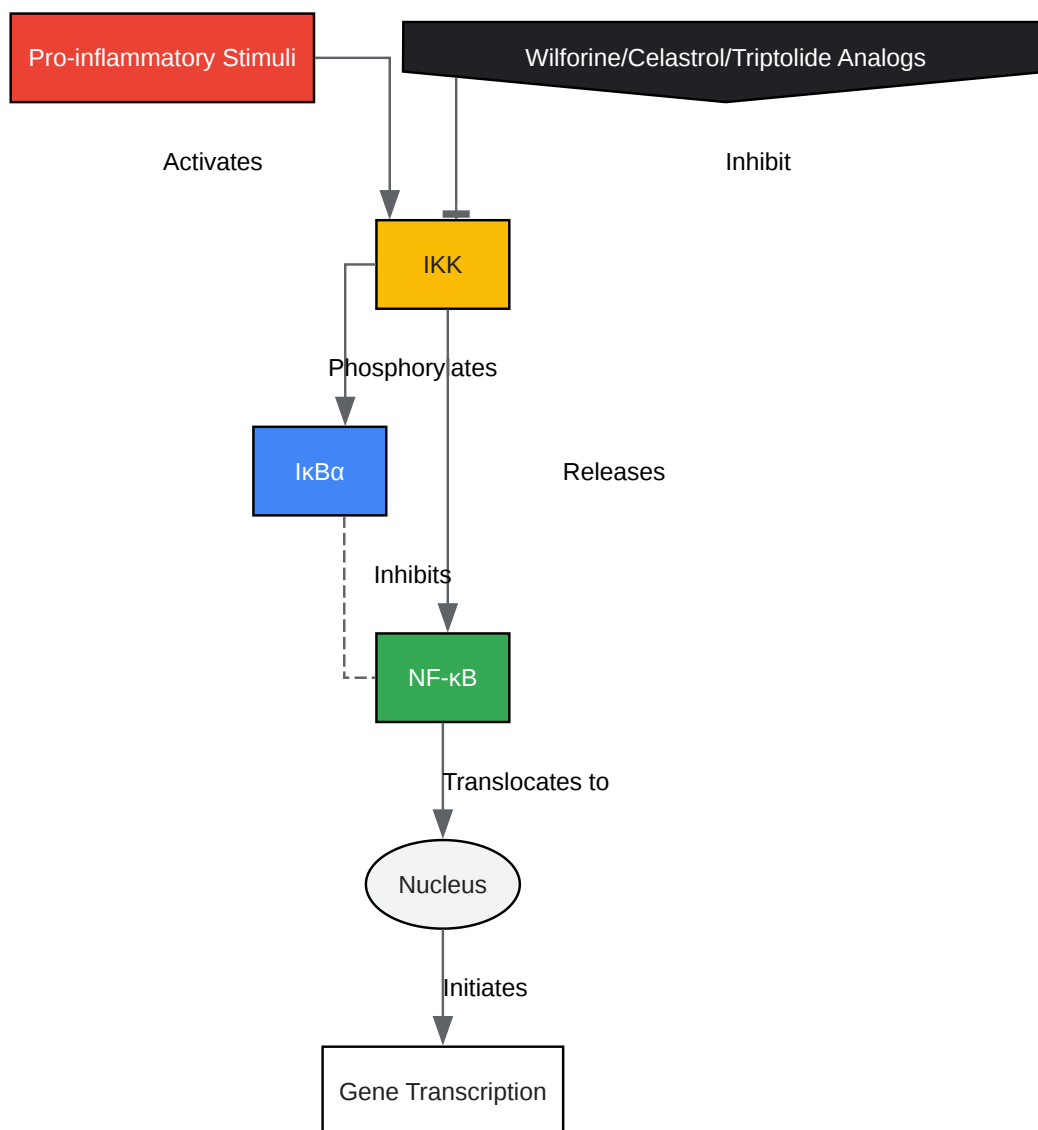 Pro-inflammatory Stimuli
Wilforine/Celastrol/Triptolide Analogs
Activates
Inhibit
IKK
Phosphorylates
IκBα
Releases
Inhibits
NF-κB
Translocates to
Nucleus
Initiates
Gene Transcription